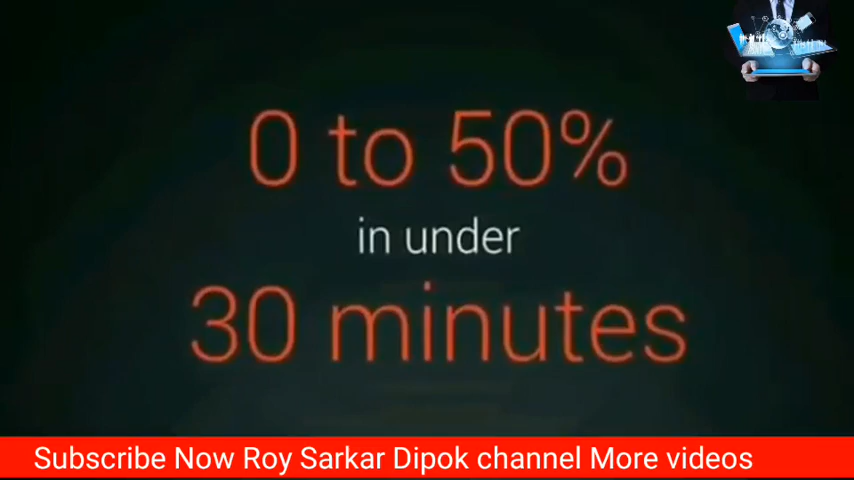 0 to 50%
in under
30 minutes
Subscribe Now Roy Sarkar Dipok channel More videos